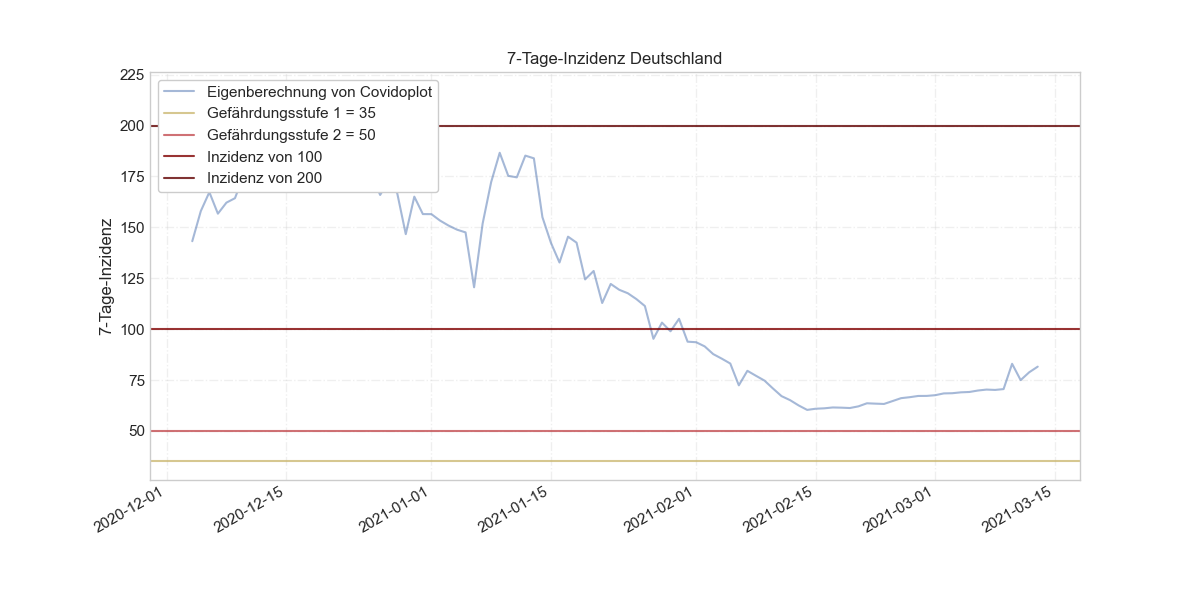 7-Tage-Inzidenz Deutschland
225
200
175
150
125
100
75
50
7-Tage-Inzidenz
Eigenberechnung von Covidoplot
Gefährdungsstufe 1 = 35
Gefährdungsstufe 2 = 50
Inzidenz von 100
Inzidenz von 200
2020-12-01
2020-12-15
2021-01-01
2021-01-15
2021-02-01
2021-02-15
2021-03-01
2021-03-15